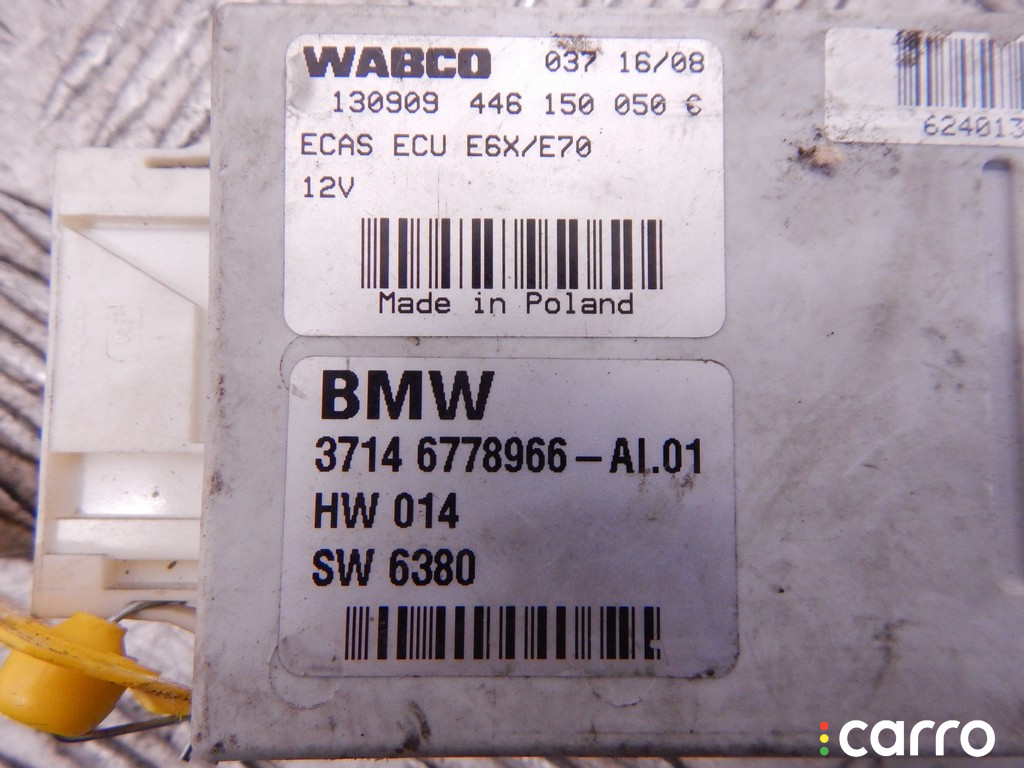 WABCO 037 16/08
130909 446 150 050 €
ECAS ECU E6X/E70
12V
Made in Poland
624013
BMW
3714 6778966-AI.01
HW 014
SW 6380
carro